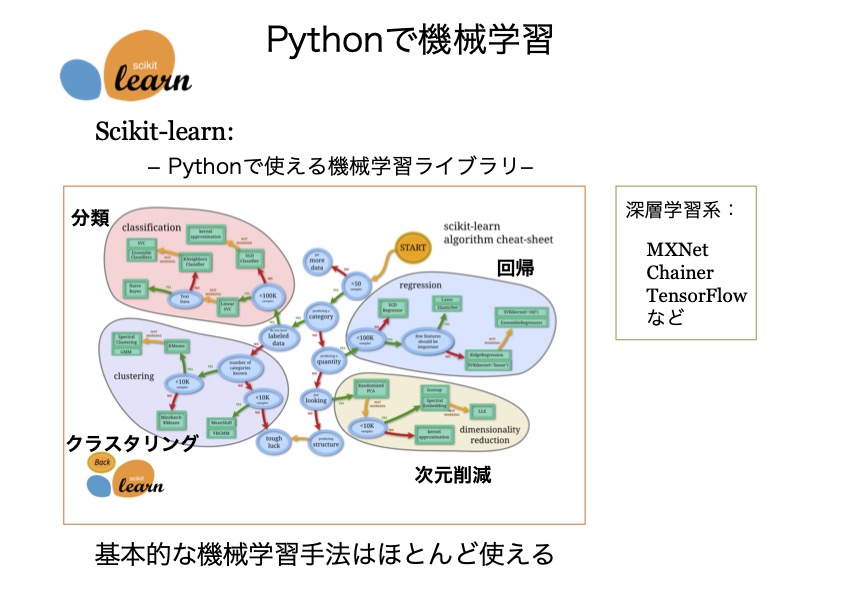 Pythonで機械学習
scikit
learn
Scikit-learn:
– Pythonで使える機械学習ライブラリ–
分類
classification
kernel
approximation
SVC
Ensemble
Classifiers
KNeighbors
Classifier
SGD
Classifier
Naive
Bayes
Text
Data
Linear
SVC
<100K
samples
scikit-learn
algorithm cheat-sheet
START
get
more
data
>50
samples
predicting a
category
labeled
data
predicting a
quantity
just
looking
predicting
structure
tough
luck
回帰
regression
SGD
Regressor
Lasso
ElasticNet
<100K
samples
few features
should be
important
SVR(kernel='rbf')
EnsembleRegressors
RidgeRegression
SVR(kernel='linear')
clustering
Spectral
Clustering
GMM
KMeans
<10K
samples
number of
categories
known
<10K
samples
MiniBatch
KMeans
MeanShift
VBGMM
クラスタリング
Back
scikit
learn
Randomized
PCA
Isomap
Spectral
Embedding
LLE
<10K
samples
kernel
approximation
dimensionality
reduction
次元削減
深層学習系：
MXNet
Chainer
TensorFlow
など
基本的な機械学習手法はほとんど使える